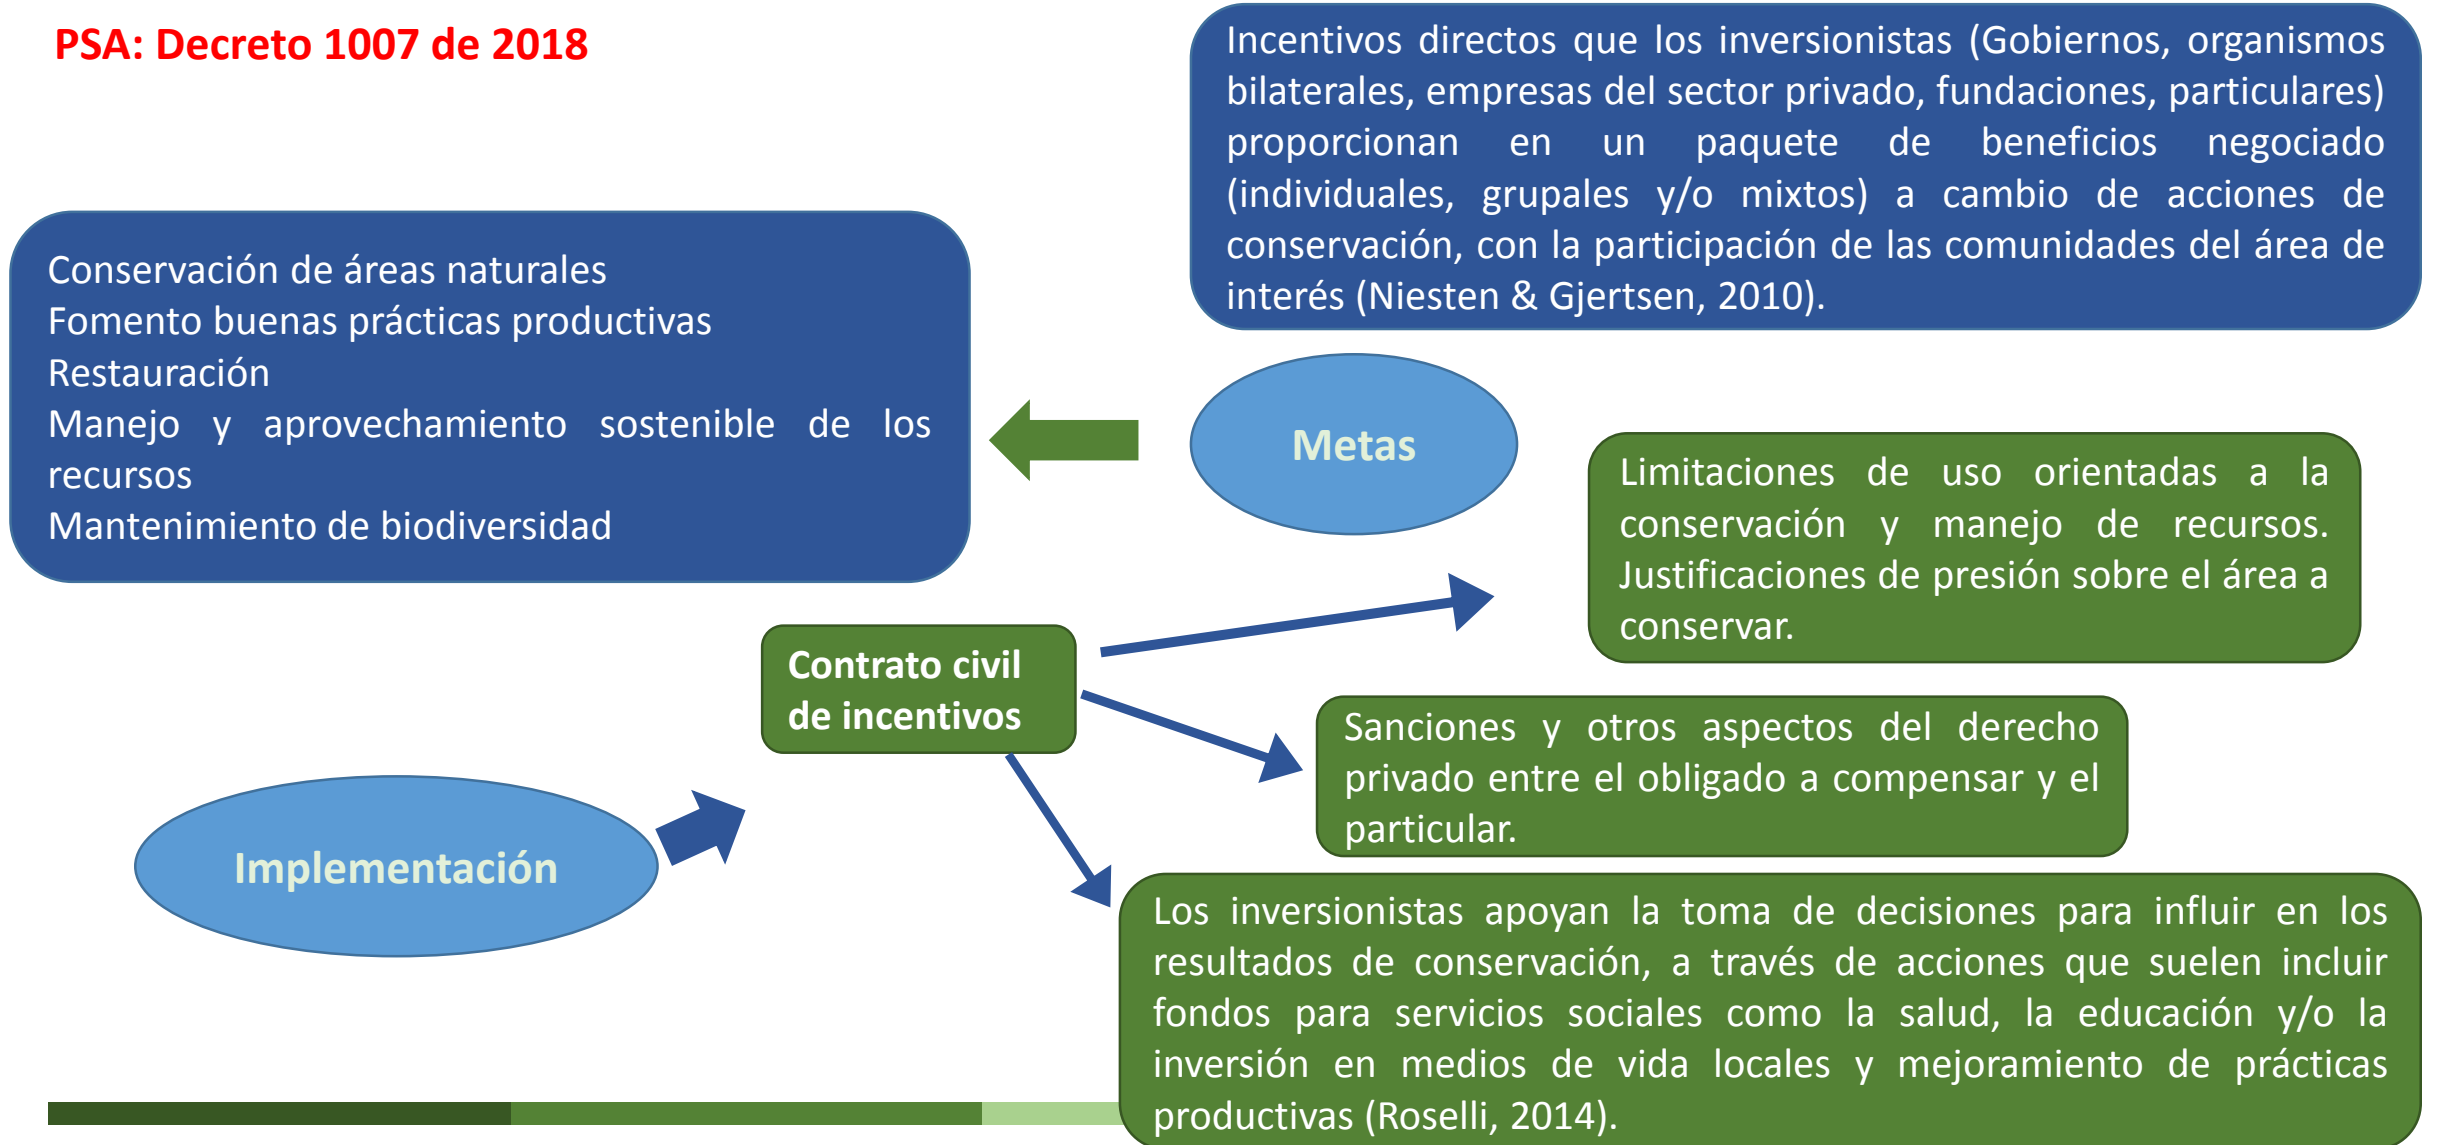 PSA: Decreto 1007 de 2018
Incentivos directos que los inversionistas (Gobiernos, organismos
bilaterales, empresas del sector privado, fundaciones, particulares)
proporcionan en un paquete de beneficios negociado
(individuales, grupales y/o mixtos) a cambio de acciones de
conservación, con la participación de las comunidades del área de
interés (Niesten & Gjertsen, 2010).
Conservación de áreas naturales
Fomento buenas prácticas productivas
Restauración
Manejo y aprovechamiento sostenible de los
recursos
Mantenimiento de biodiversidad
Metas
Limitaciones de uso orientadas a la
conservación y manejo de recursos.
Justificaciones de presión sobre el área a
conservar.
Contrato civil
de incentivos
Sanciones y otros aspectos del derecho
privado entre el obligado a compensar y el
particular.
Implementación
Los inversionistas apoyan la toma de decisiones para influir en los
resultados de conservación, a través de acciones que suelen incluir
fondos para servicios sociales como la salud, la educación y/o la
inversión en medios de vida locales y mejoramiento de prácticas
productivas (Roselli, 2014).